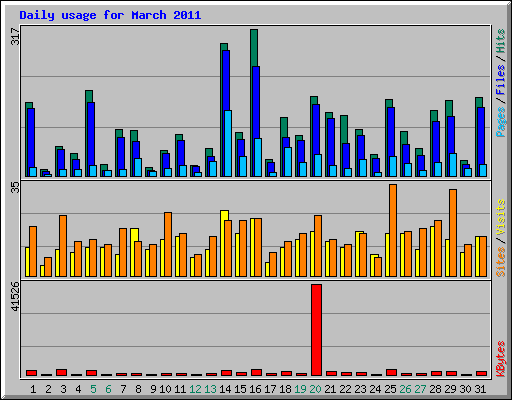 Daily usage for March 2011
317
Pages / Files / Hits
35
Sites / Visits
41526
KBytes
1 2 3 4 5 6 7 8 9 10 11 12 13 14 15 16 17 18 19 20 21 22 23 24 25 26 27 28 29 30 31